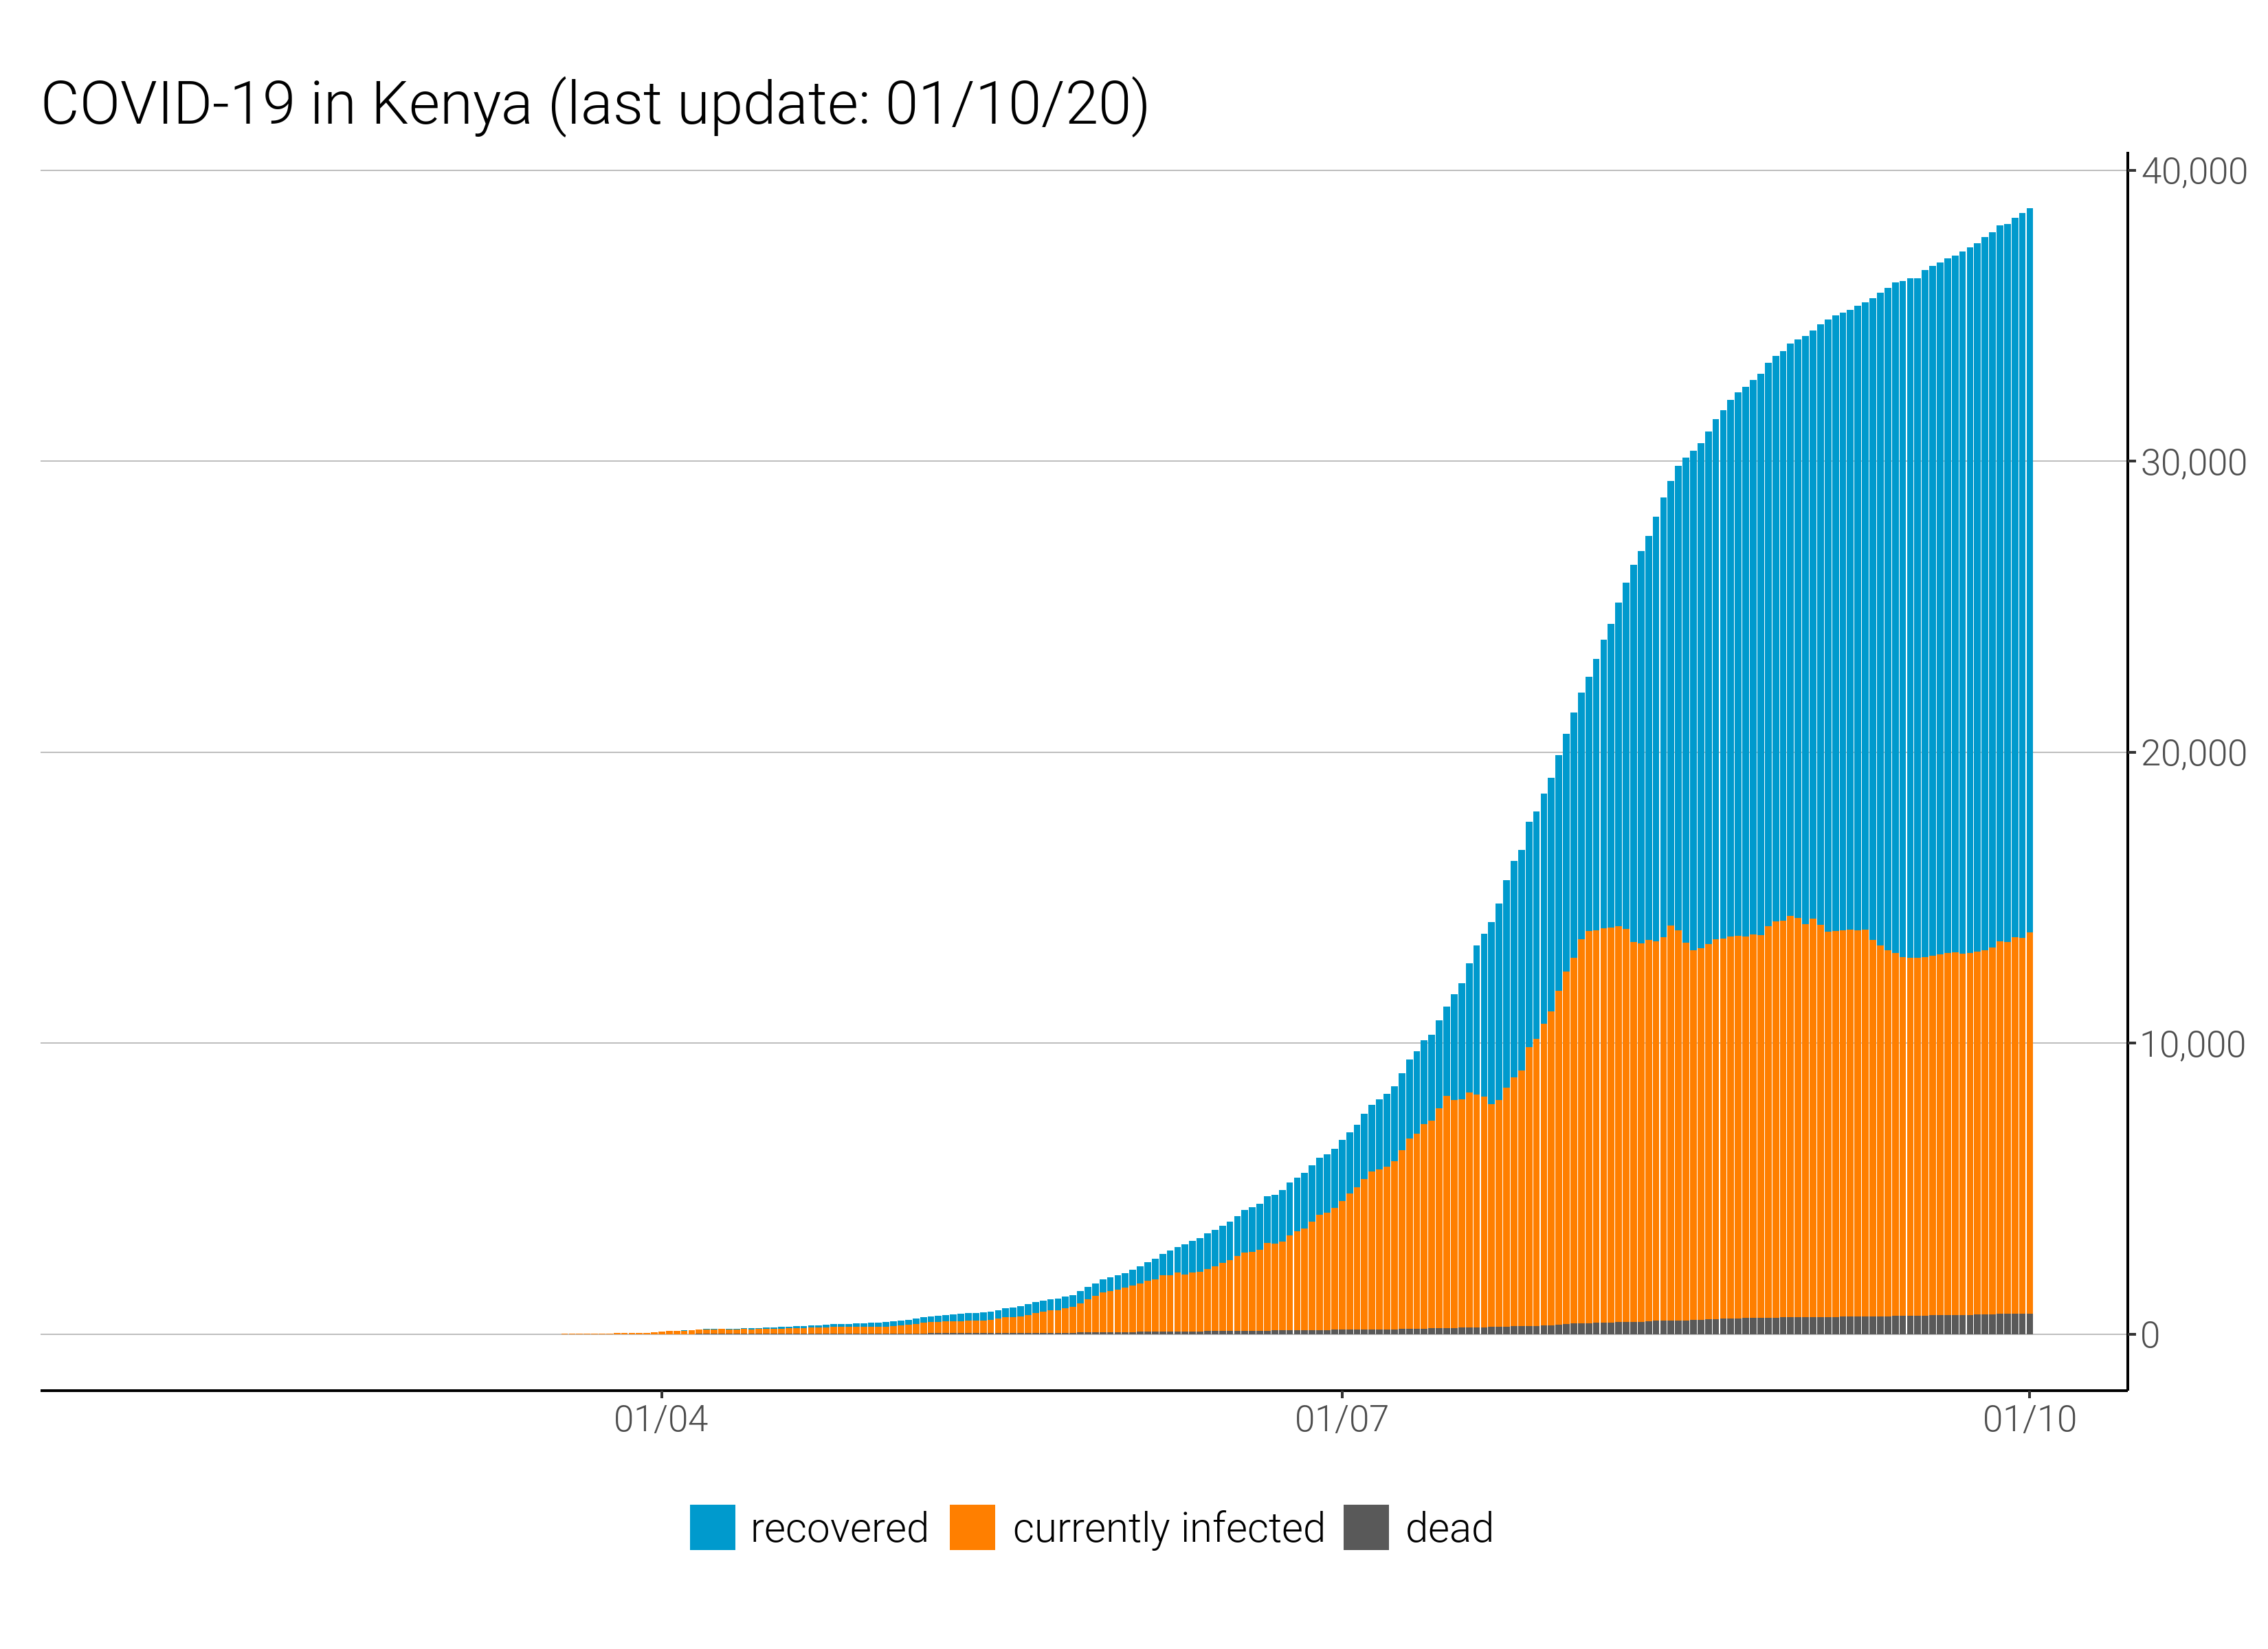 COVID-19 in Kenya (last update: 01/10/20)
40,000
30,000
20,000
10,000
0
01/04 01/07 01/10
recovered currently infected dead